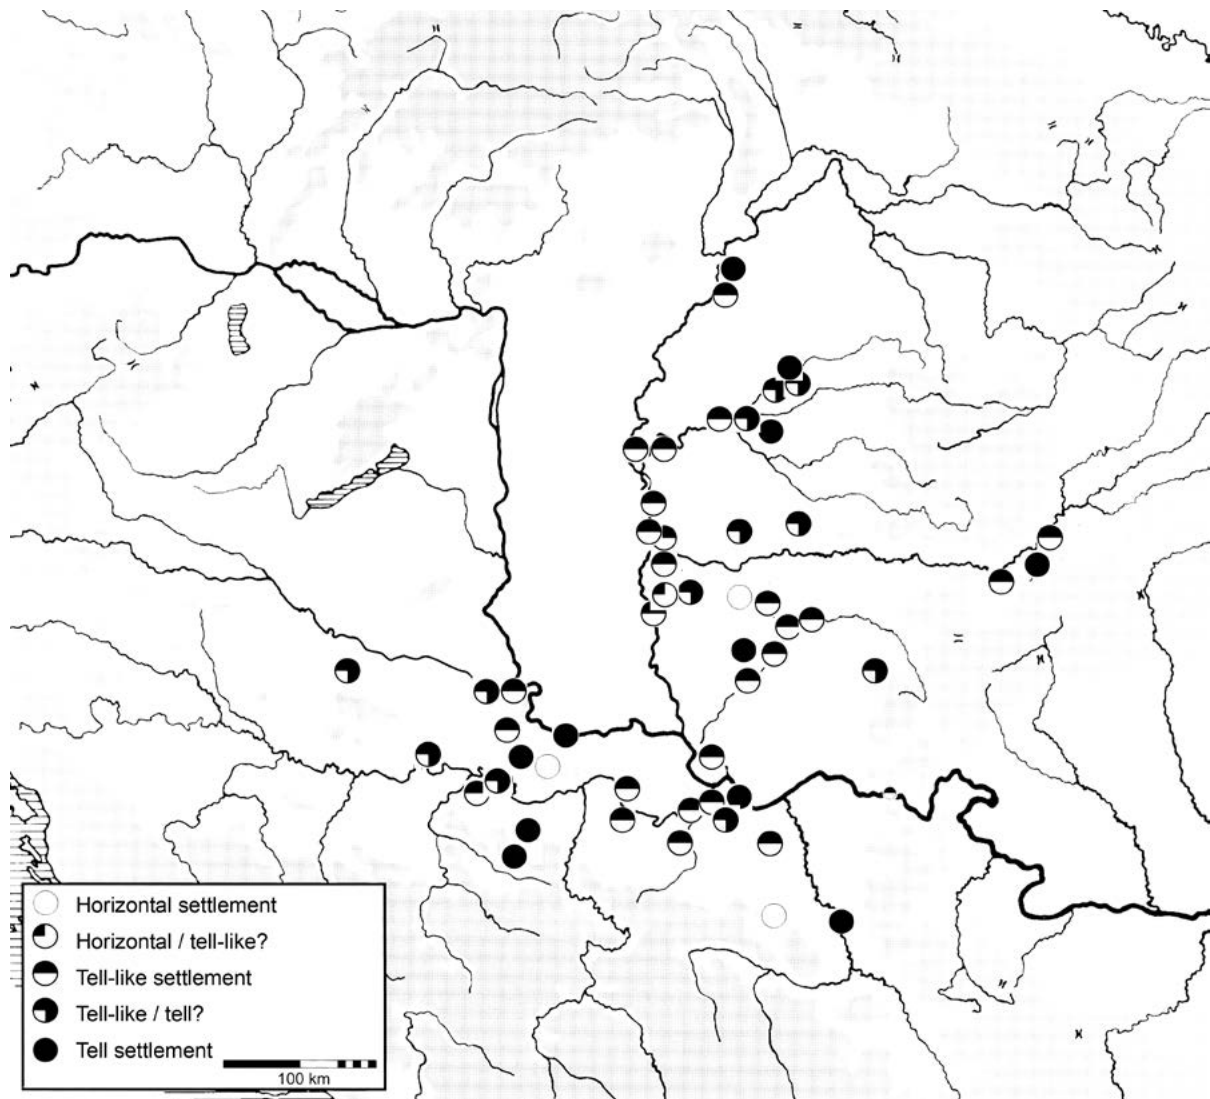 Horizontal settlement
Horizontal / tell-like?
Tell-like settlement
Tell-like / tell?
Tell settlement
100 km